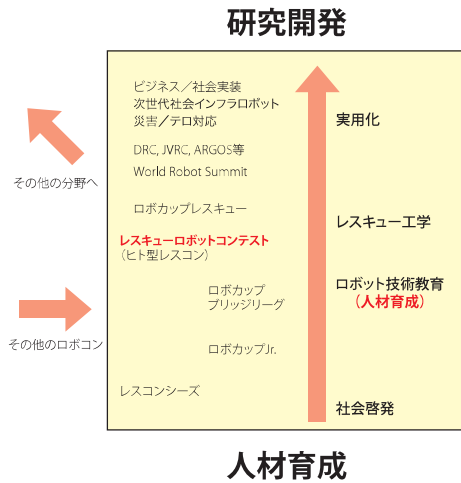 研究開発
ビジネス／社会実装
次世代社会インフラロボット
災害／テロ対応
DRC, JVRC, ARGOS等
World Robot Summit
ロボカップレスキュー
レスキューロボットコンテスト
（ヒト型レスコン）
ロボカップ
ブリッジリーグ
ロボカップJr.
レスコンシーズ
実用化
レスキュー工学
ロボット技術教育
（人材育成）
社会啓発
その他の分野へ
その他のロボコン
人材育成